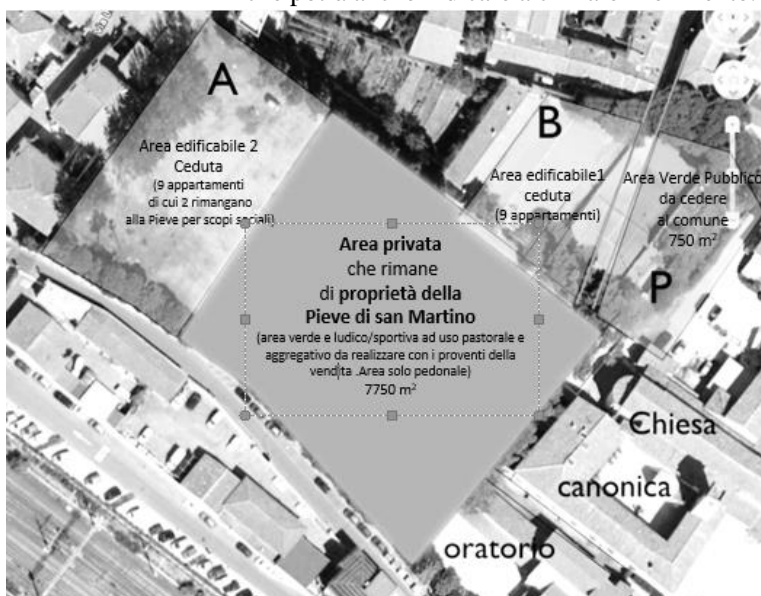 A
Area edificabile 2
Ceduta
(9 appartamenti
di cui 2 rimangano
alla Pieve per scopi sociali)
B
Area edificabile1
ceduta
(9 appartamenti)
Area Verde Pubblico
da cedere
al comune
750 m²
P
Area privata
che rimane
di proprietà della
Pieve di san Martino
(area verde e ludico/sportiva ad uso pastorale e
aggregativo da realizzare con i proventi della
vendita .Area solo pedonale)
7750 m²
Chiesa
canonica
oratorio